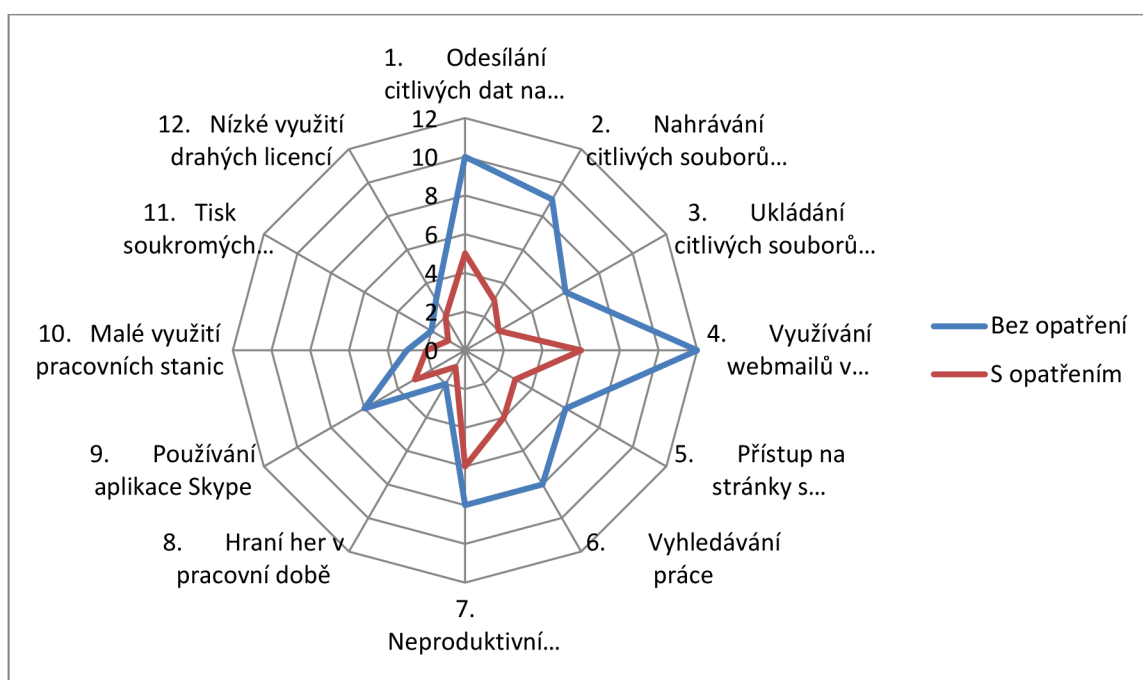 1. Odesílání
citlivých dat na...
2. Nahrávání
citlivých souborů...
3. Ukládání
citlivých souborů...
4. Využívání
webmailů v...
5. Přístup na
stránky s...
6. Vyhledávání
práce
7.
Neproduktivní...
8. Hraní her v
pracovní době
9. Používání
aplikace Skype
10. Malé využití
pracovních stanic
11. Tisk
soukromých...
12. Nízké využití
drahých licencí
12
10
8
6
4
2
0
Bez opatření
S opatřením